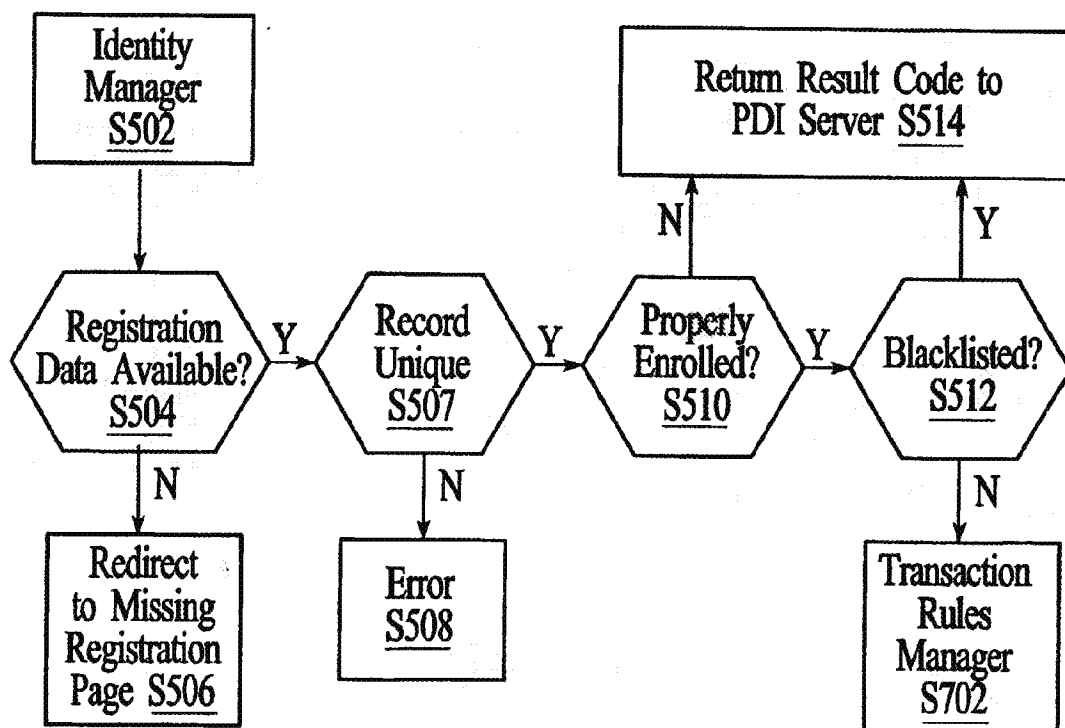 Identity
Manager
S502
Return Result Code to
PDI Server S514
N
Y
Registration
Data Available?
S504
Y
Record
Unique
S507
Y
Properly
Enrolled?
S510
Y
Blacklisted?
S512
N
N
N
Redirect
to Missing
Registration
Page S506
Error
S508
Transaction
Rules
Manager
S702